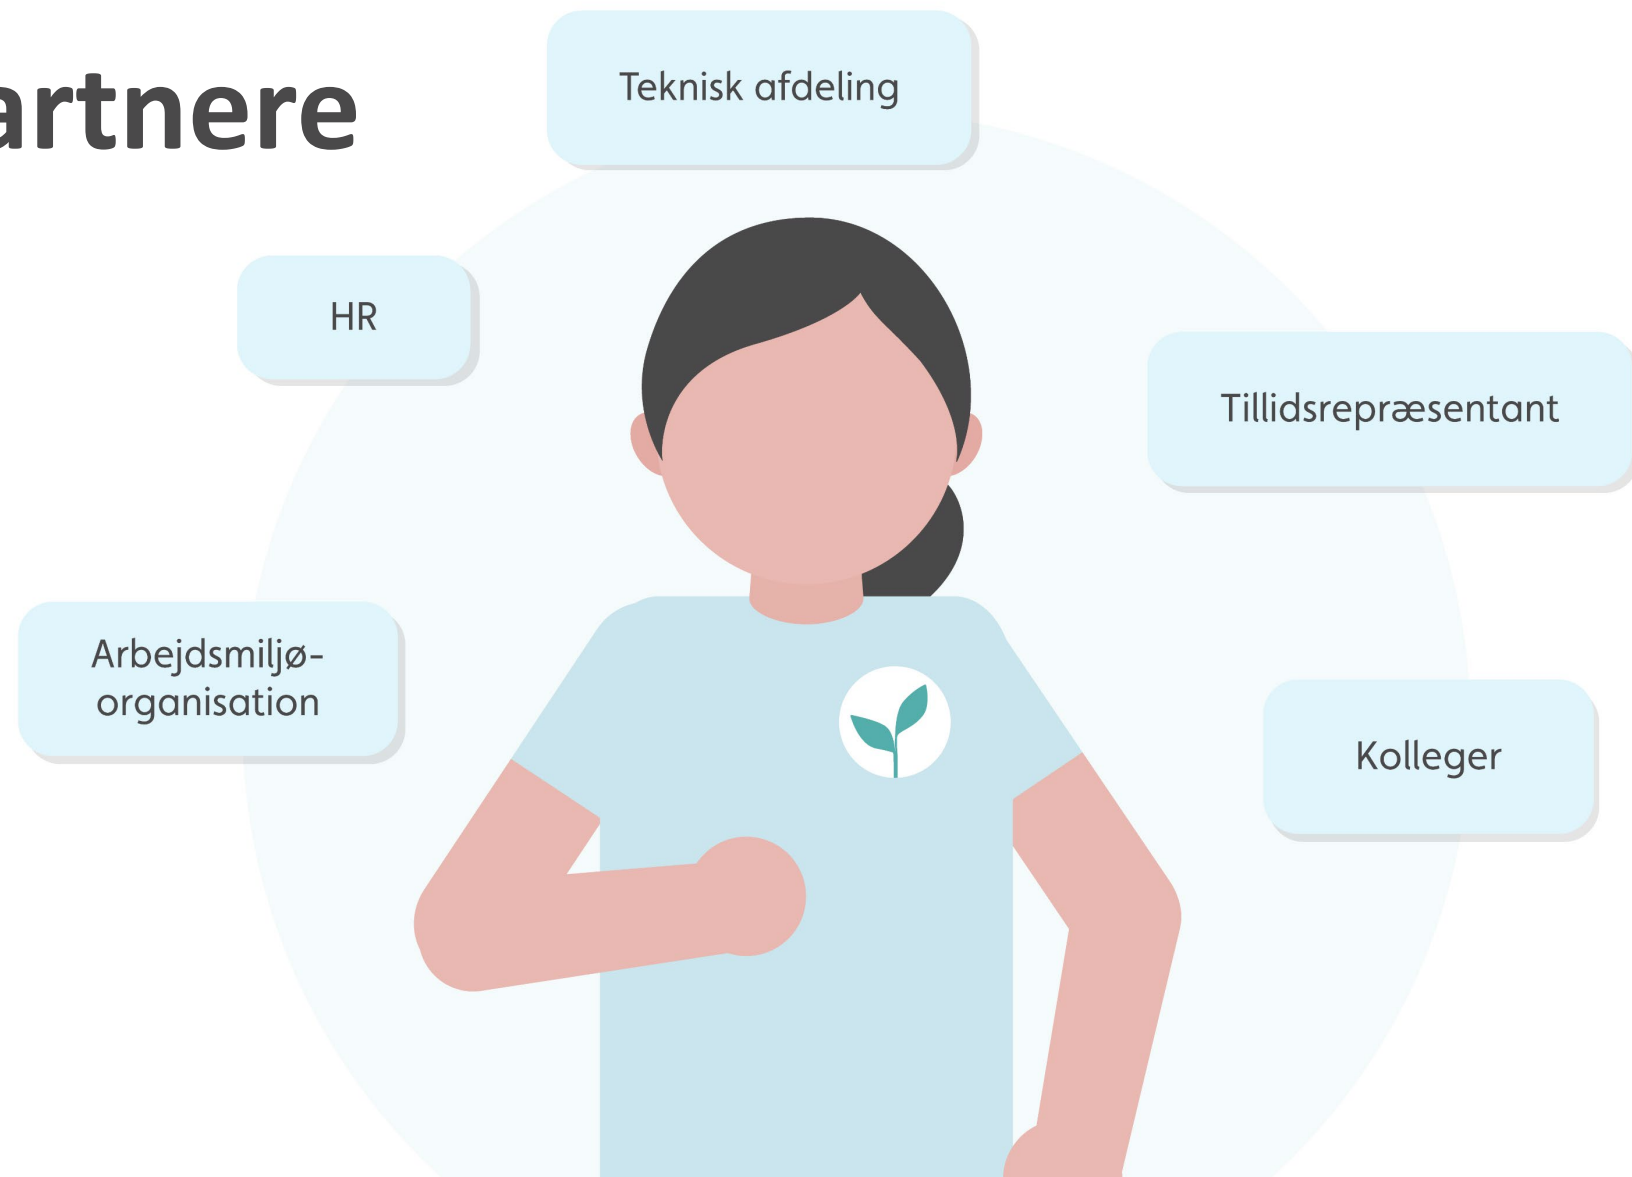 artnere
Teknisk afdeling
HR
Tillidsrepræsentant
Arbejdsmiljø-
organisation
Kolleger